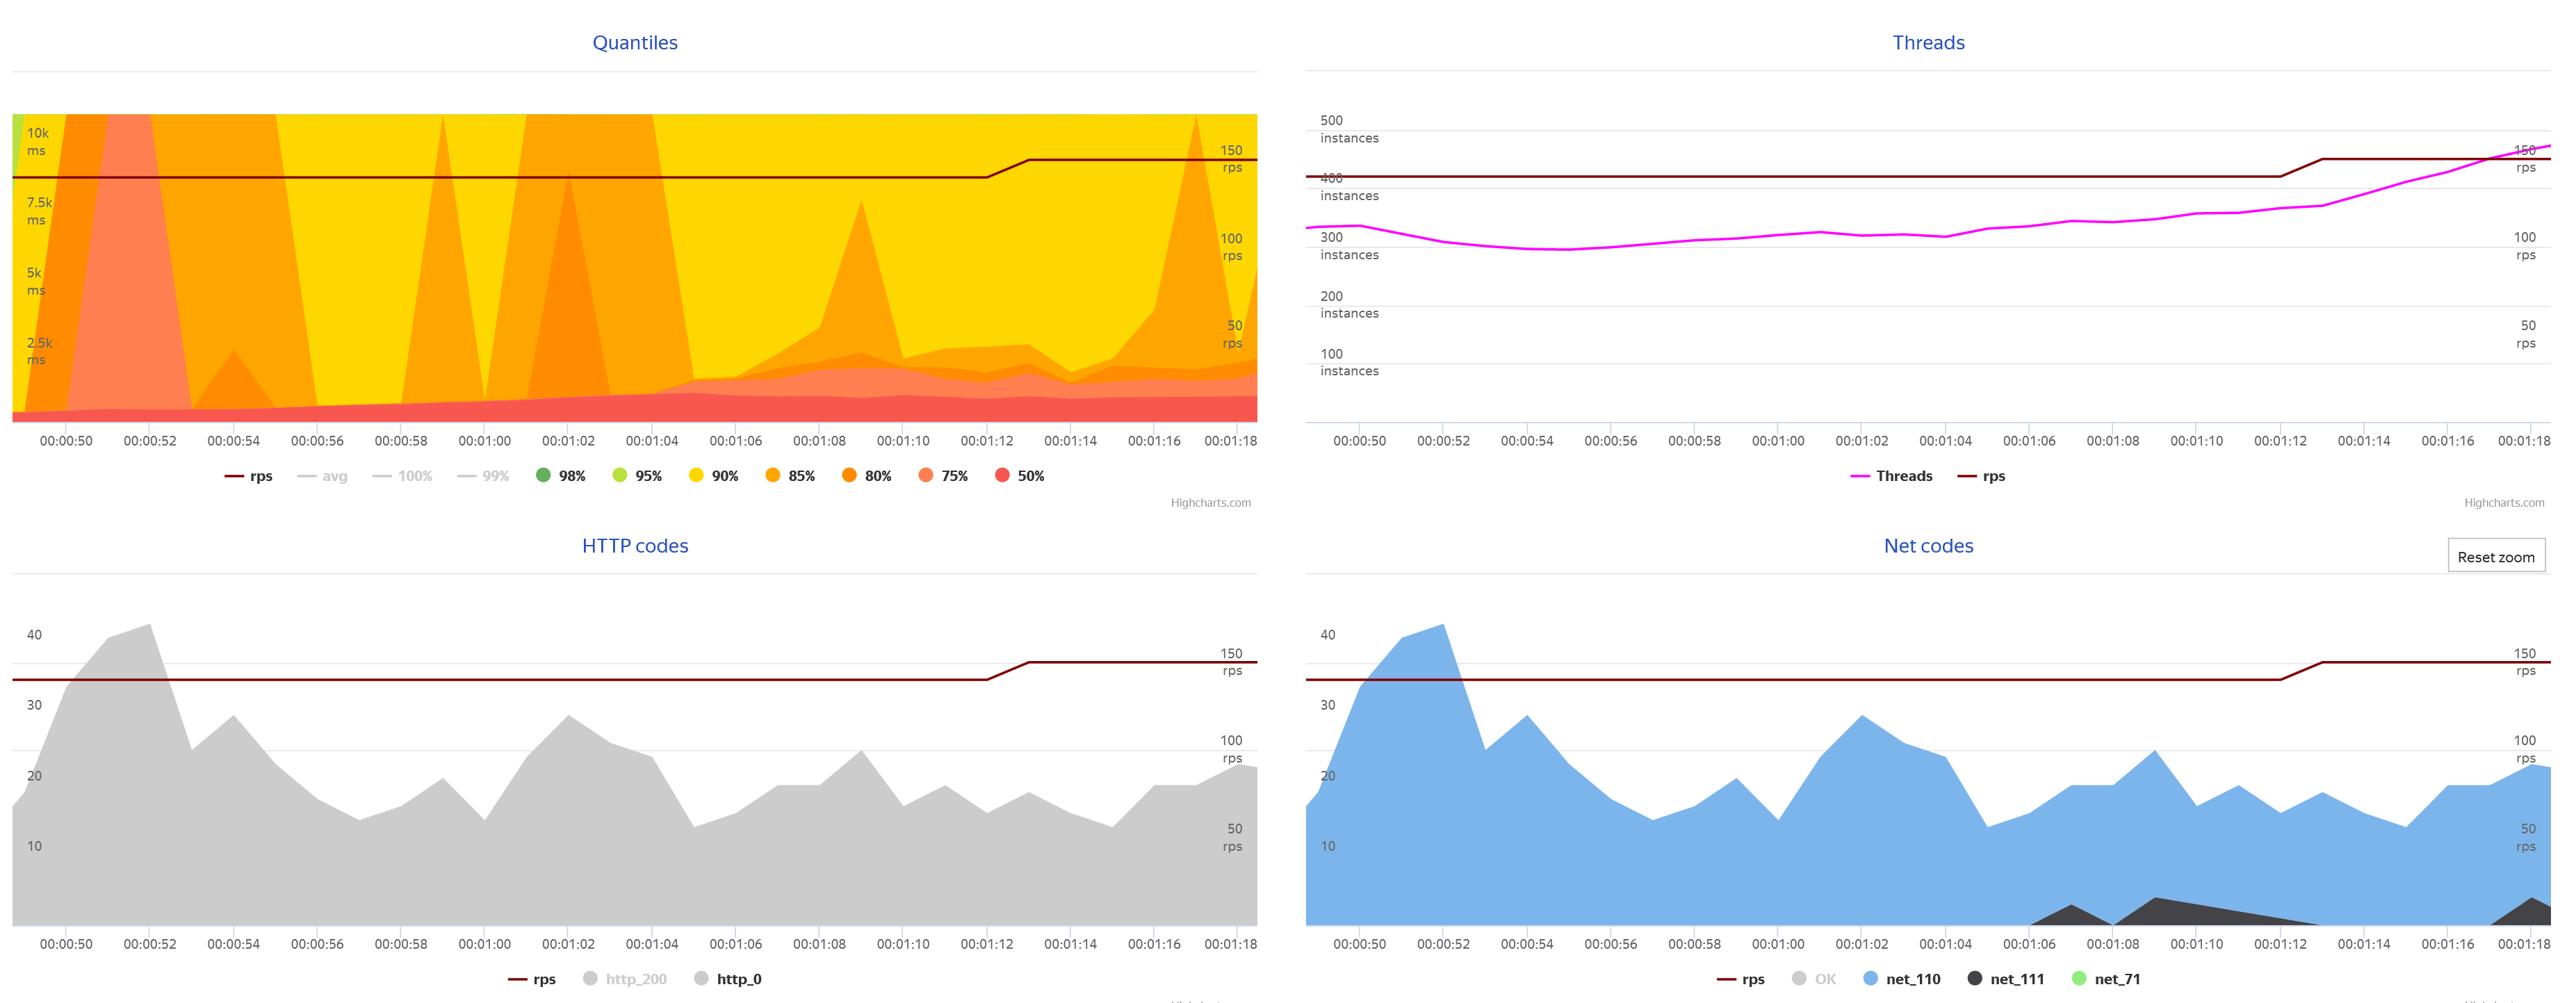 Quantiles
10k
ms
7.5k
ms
5k
ms
2.5k
ms
150
rps
100
rps
50
rps
00:00:50 00:00:52 00:00:54 00:00:56 00:00:58 00:01:00 00:01:02 00:01:04 00:01:06 00:01:08 00:01:10 00:01:12 00:01:14 00:01:16 00:01:18
rps avg 100% 99% 98% 95% 90% 85% 80% 75% 50%
Highcharts.com
Threads
500
instances
400
instances
300
instances
200
instances
100
instances
150
rps
100
rps
50
rps
00:00:50 00:00:52 00:00:54 00:00:56 00:00:58 00:01:00 00:01:02 00:01:04 00:01:06 00:01:08 00:01:10 00:01:12 00:01:14 00:01:16 00:01:18
Threads rps
Highcharts.com
HTTP codes
40
30
20
10
150
rps
100
rps
50
rps
00:00:50 00:00:52 00:00:54 00:00:56 00:00:58 00:01:00 00:01:02 00:01:04 00:01:06 00:01:08 00:01:10 00:01:12 00:01:14 00:01:16 00:01:18
rps http_200 http_0
Net codes
Reset zoom
40
30
20
10
150
rps
100
rps
50
rps
00:00:50 00:00:52 00:00:54 00:00:56 00:00:58 00:01:00 00:01:02 00:01:04 00:01:06 00:01:08 00:01:10 00:01:12 00:01:14 00:01:16 00:01:18
rps OK net_110 net_111 net_71